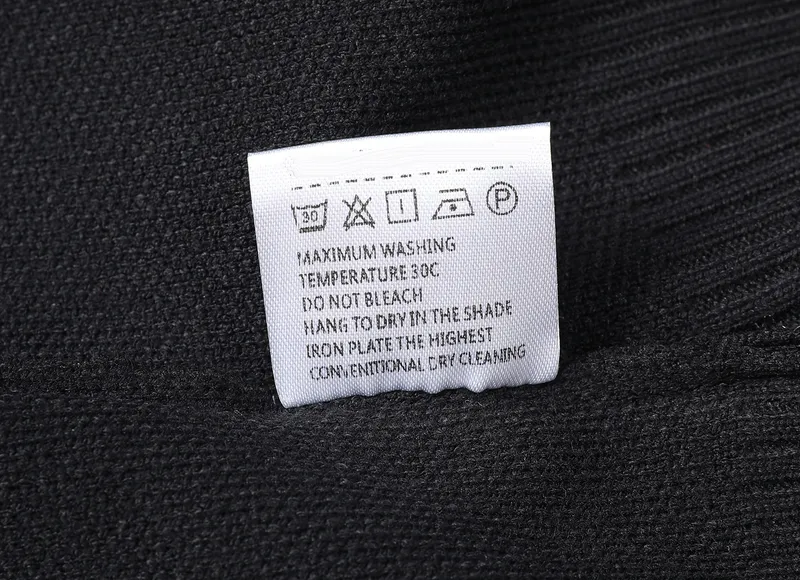 30 P
MAXIMUM WASHING
TEMPERATURE 30C
DO NOT BLEACH
HANG TO DRY IN THE SHADE
IRON PLATE THE HIGHEST
CONVENTIONAL DRY CLEANING